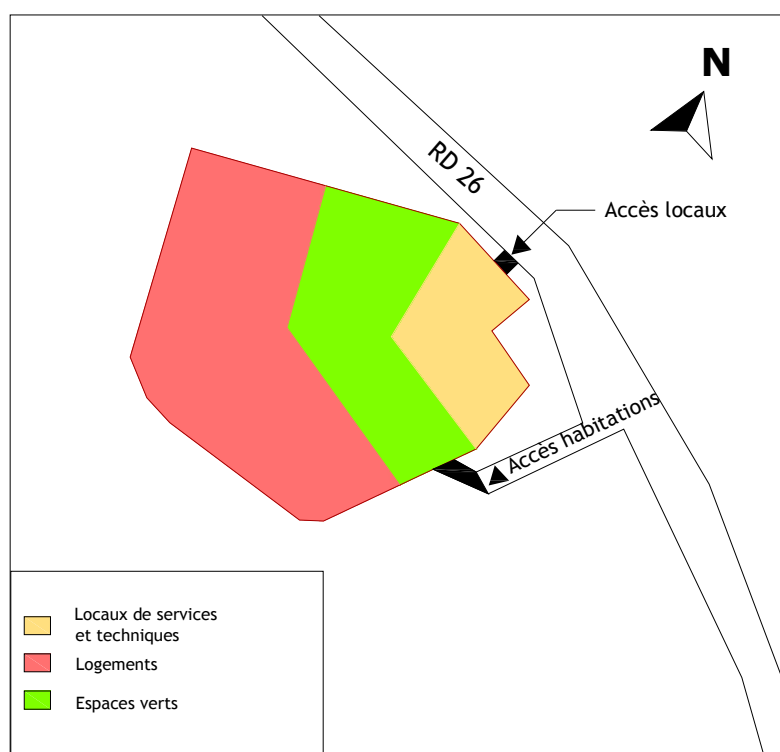 N
RD 26
Accès locaux
Accès habitations
Locaux de services
et techniques
Logements
Espaces verts